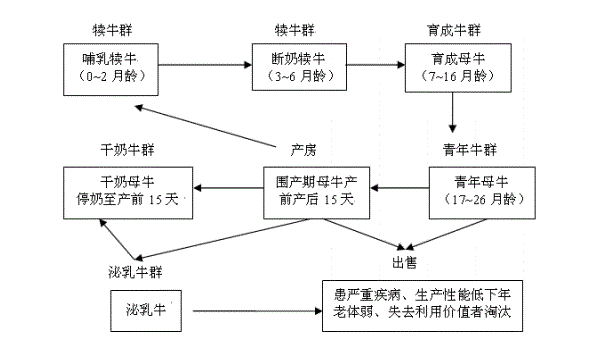 犊牛群
犊牛群
育成牛群
哺乳犊牛
（0~2 月龄）
断奶犊牛
（3~6 月龄）
育成母牛
（7~16 月龄）
干奶牛群
产房
青年牛群
干奶母牛
停奶至产前 15 天
围产期母牛产
前产后 15 天
青年母牛
（17~26 月龄）
泌乳牛群
出售
泌乳牛
患严重疾病、生产性能低下年
老体弱、失去利用价值者淘汰